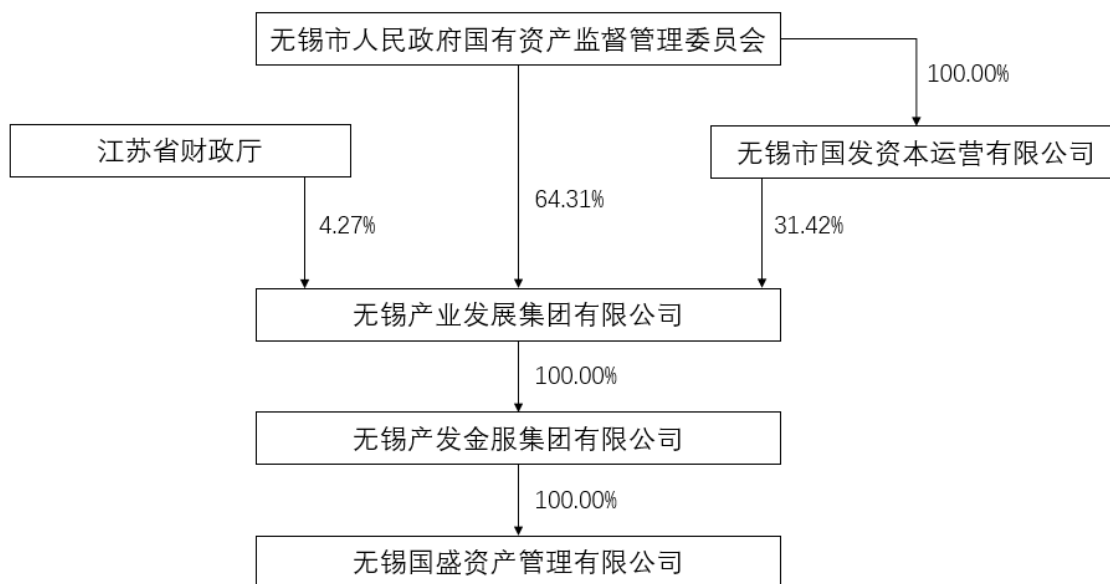 无锡市人民政府国有资产监督管理委员会
100.00%
江苏省财政厅
无锡市国发资本运营有限公司
4.27%
64.31%
31.42%
无锡产业发展集团有限公司
100.00%
无锡产发金服集团有限公司
100.00%
无锡国盛资产管理有限公司